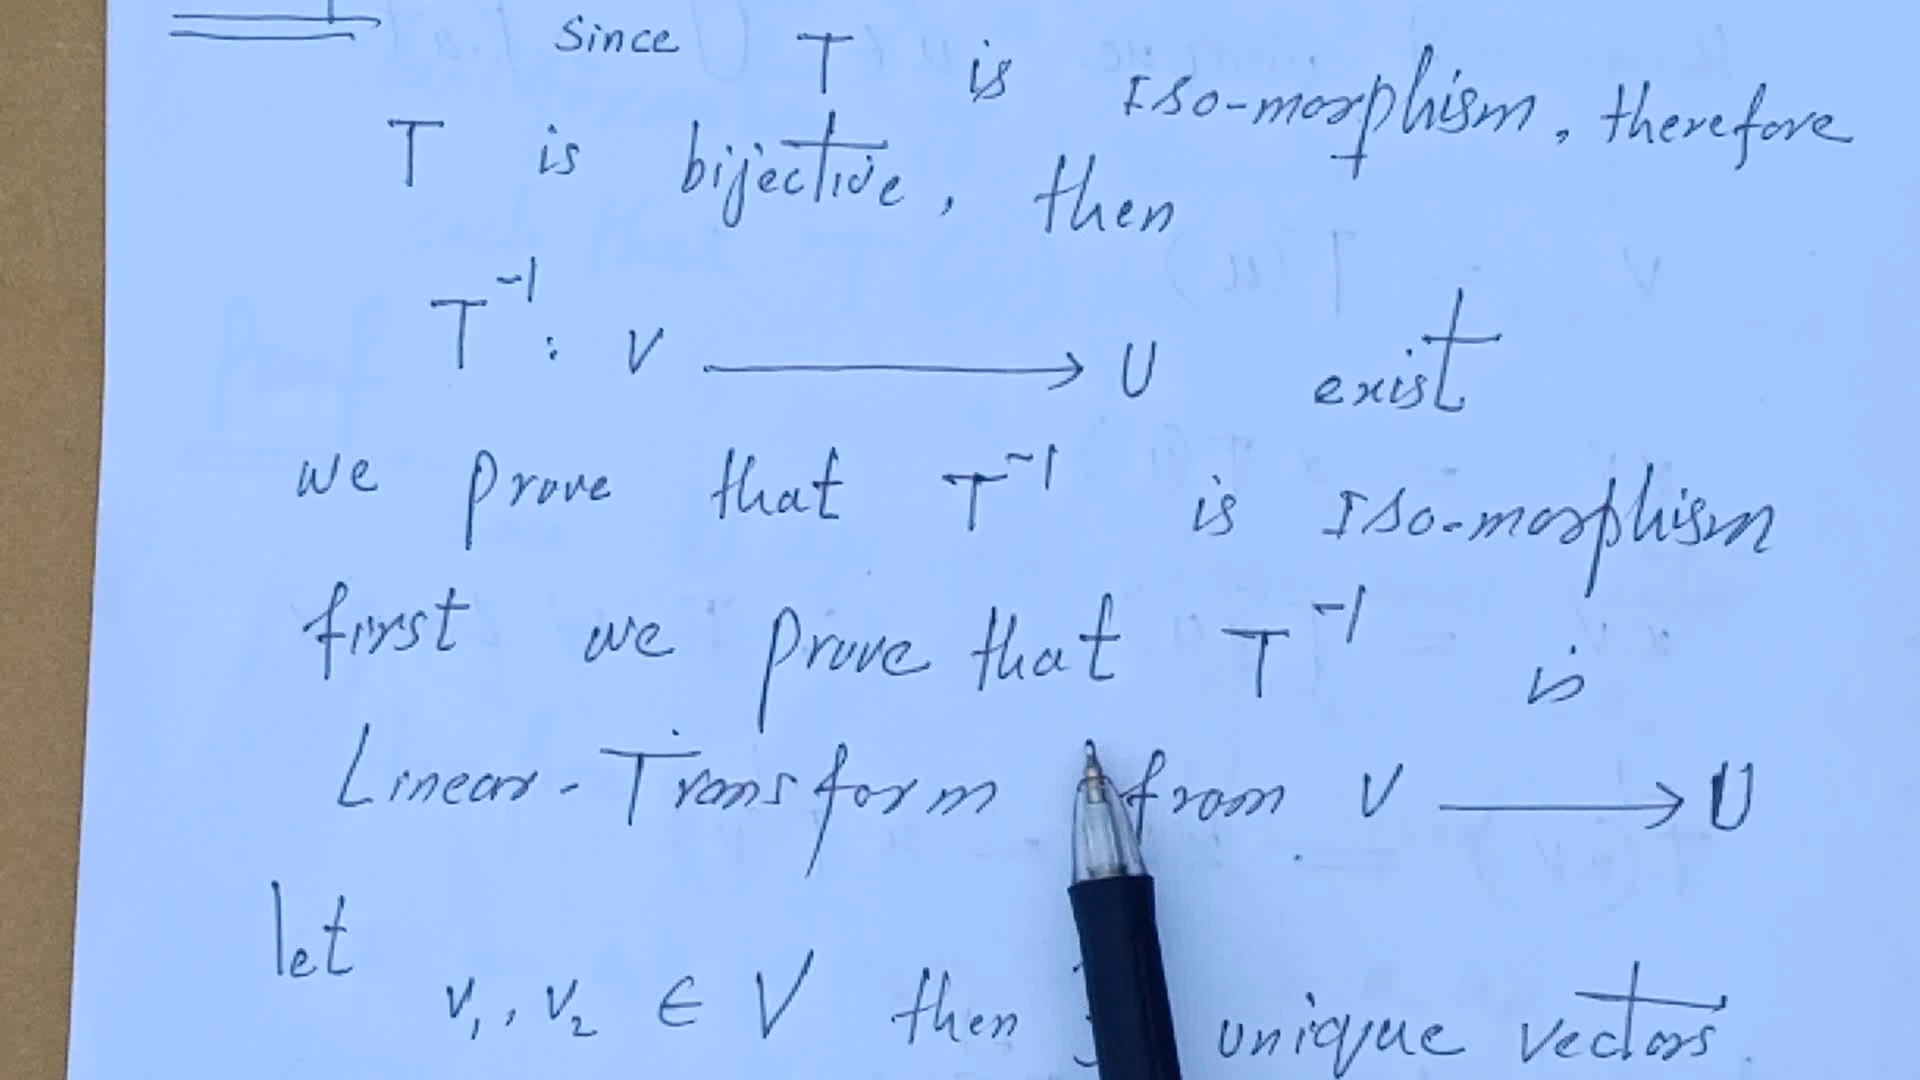 Since T is Iso-morphism, therefore
T is bijective, then
T⁻¹: V ⟶ U exist
we prove that T⁻¹ is Iso-morphism
first we prove that T⁻¹ is
Linear-Transform from V ⟶ U
let
v₁, v₂ ∈ V then unique vectors